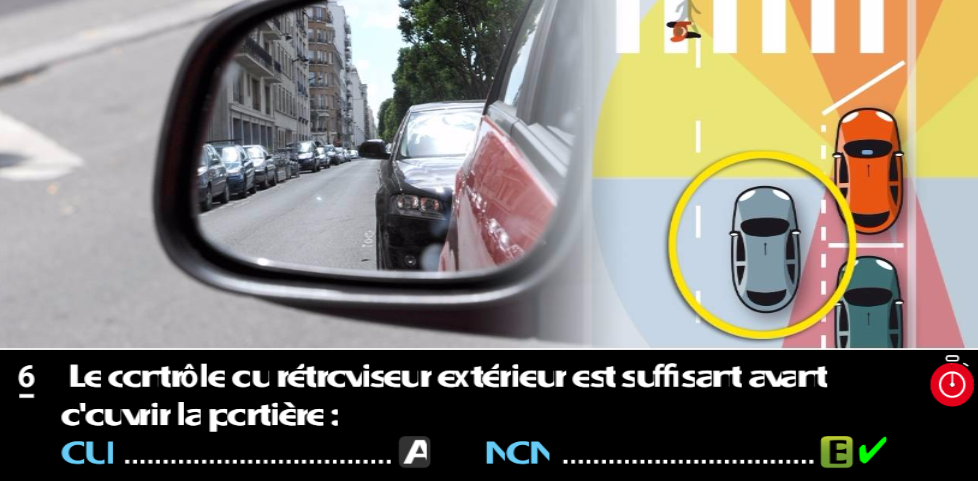 6 Le contrôle du rétroviseur extérieur est suffisant avant
d'ouvrir la portière :
OUI .................................. A NON ................................ B ✔